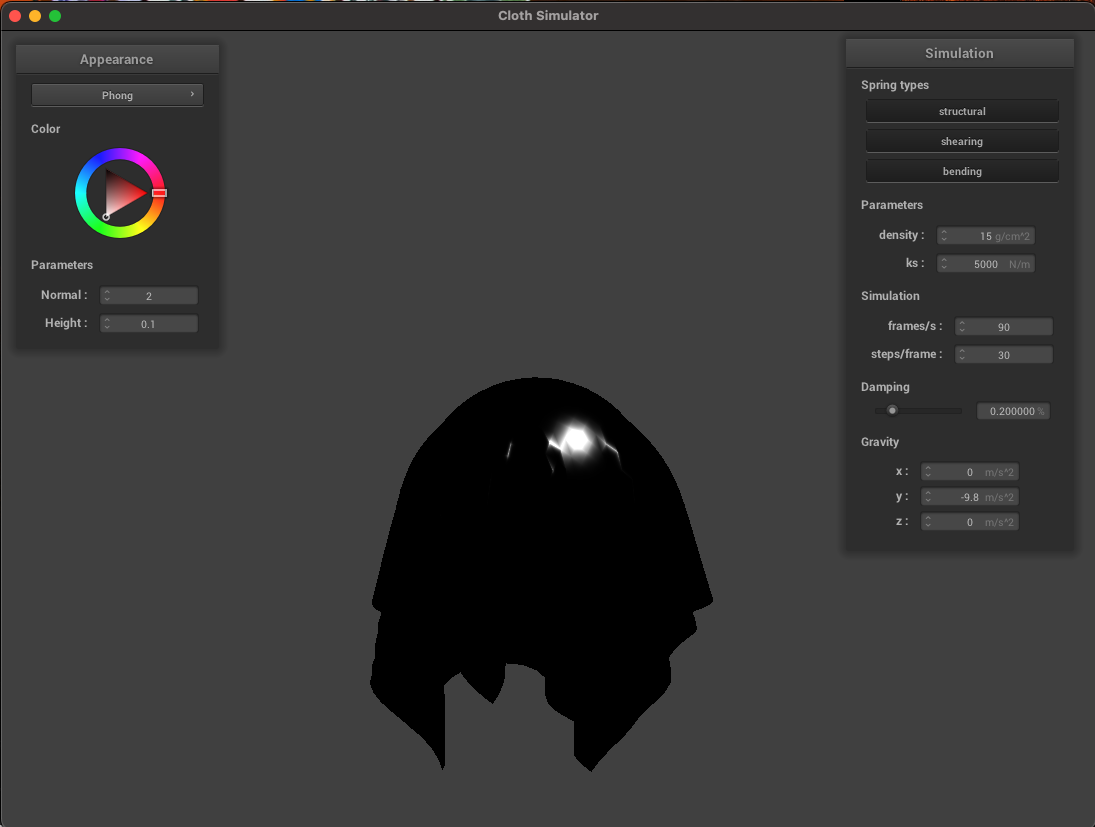 Cloth Simulator
Appearance
Phong ›
Color
Parameters
Normal : 2
Height : 0.1
Simulation
Spring types
structural
shearing
bending
Parameters
density : 15 g/cm^2
ks : 5000 N/m
Simulation
frames/s : 90
steps/frame : 30
Damping
0.200000 %
Gravity
x : 0 m/s^2
y : -9.8 m/s^2
z : 0 m/s^2